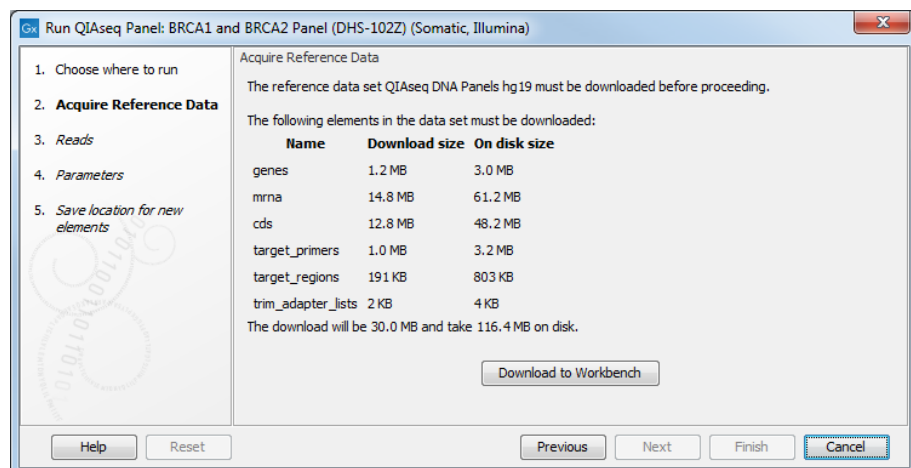 Gx Run QIAseq Panel: BRCA1 and BRCA2 Panel (DHS-102Z) (Somatic, Illumina)
1. Choose where to run
2. Acquire Reference Data
3. Reads
4. Parameters
5. Save location for new
elements
Acquire Reference Data
The reference data set QIAseq DNA Panels hg19 must be downloaded before proceeding.
The following elements in the data set must be downloaded:
Name Download size On disk size
genes 1.2 MB 3.0 MB
mrna 14.8 MB 61.2 MB
cds 12.8 MB 48.2 MB
target_primers 1.0 MB 3.2 MB
target_regions 191 KB 803 KB
trim_adapter_lists 2 KB 4 KB
The download will be 30.0 MB and take 116.4 MB on disk.
Download to Workbench
Help Reset Previous Next Finish Cancel